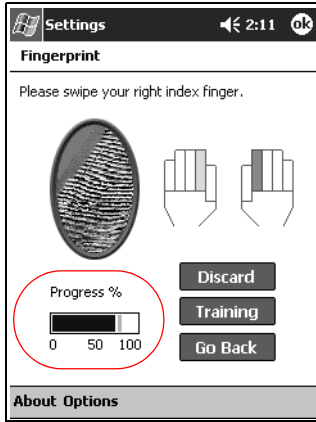 Settings 2:11 ok
Fingerprint
Please swipe your right index finger.
Progress %
0 50 100
Discard
Training
Go Back
About Options